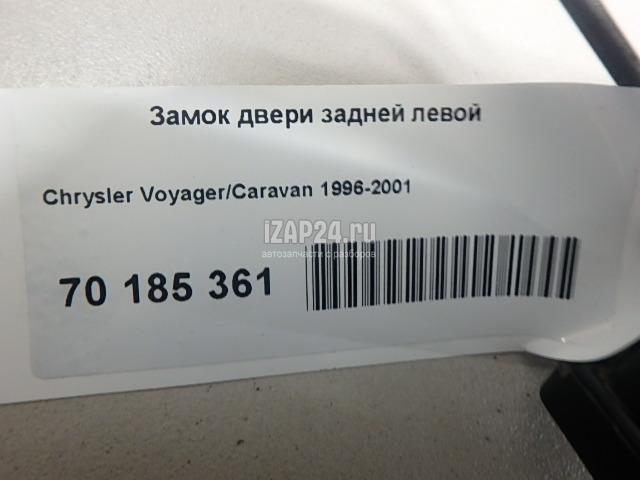 Замок двери задней левой
Chrysler Voyager/Caravan 1996-2001
iZAP24.ru
автозапчасти с разборов
70 185 361